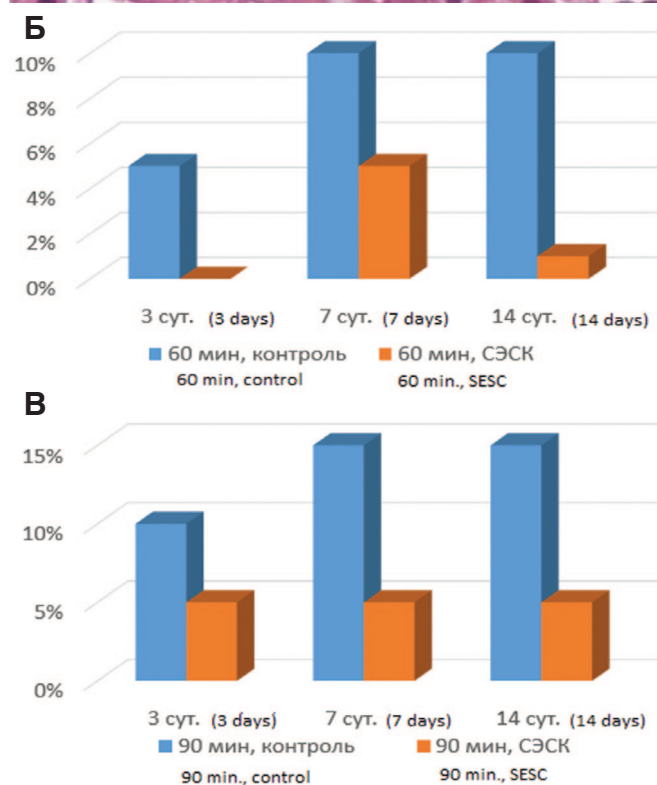 Б
10%
8%
6%
4%
2%
0%
3 сут. (3 days) 7 сут. (7 days) 14 сут. (14 days)
60 мин, контроль 60 мин, СЭСК
60 min, control 60 min., SESC
В
15%
10%
5%
0%
3 сут. (3 days) 7 сут. (7 days) 14 сут. (14 days)
90 мин, контроль 90 мин, СЭСК
90 min., control 90 min., SESC